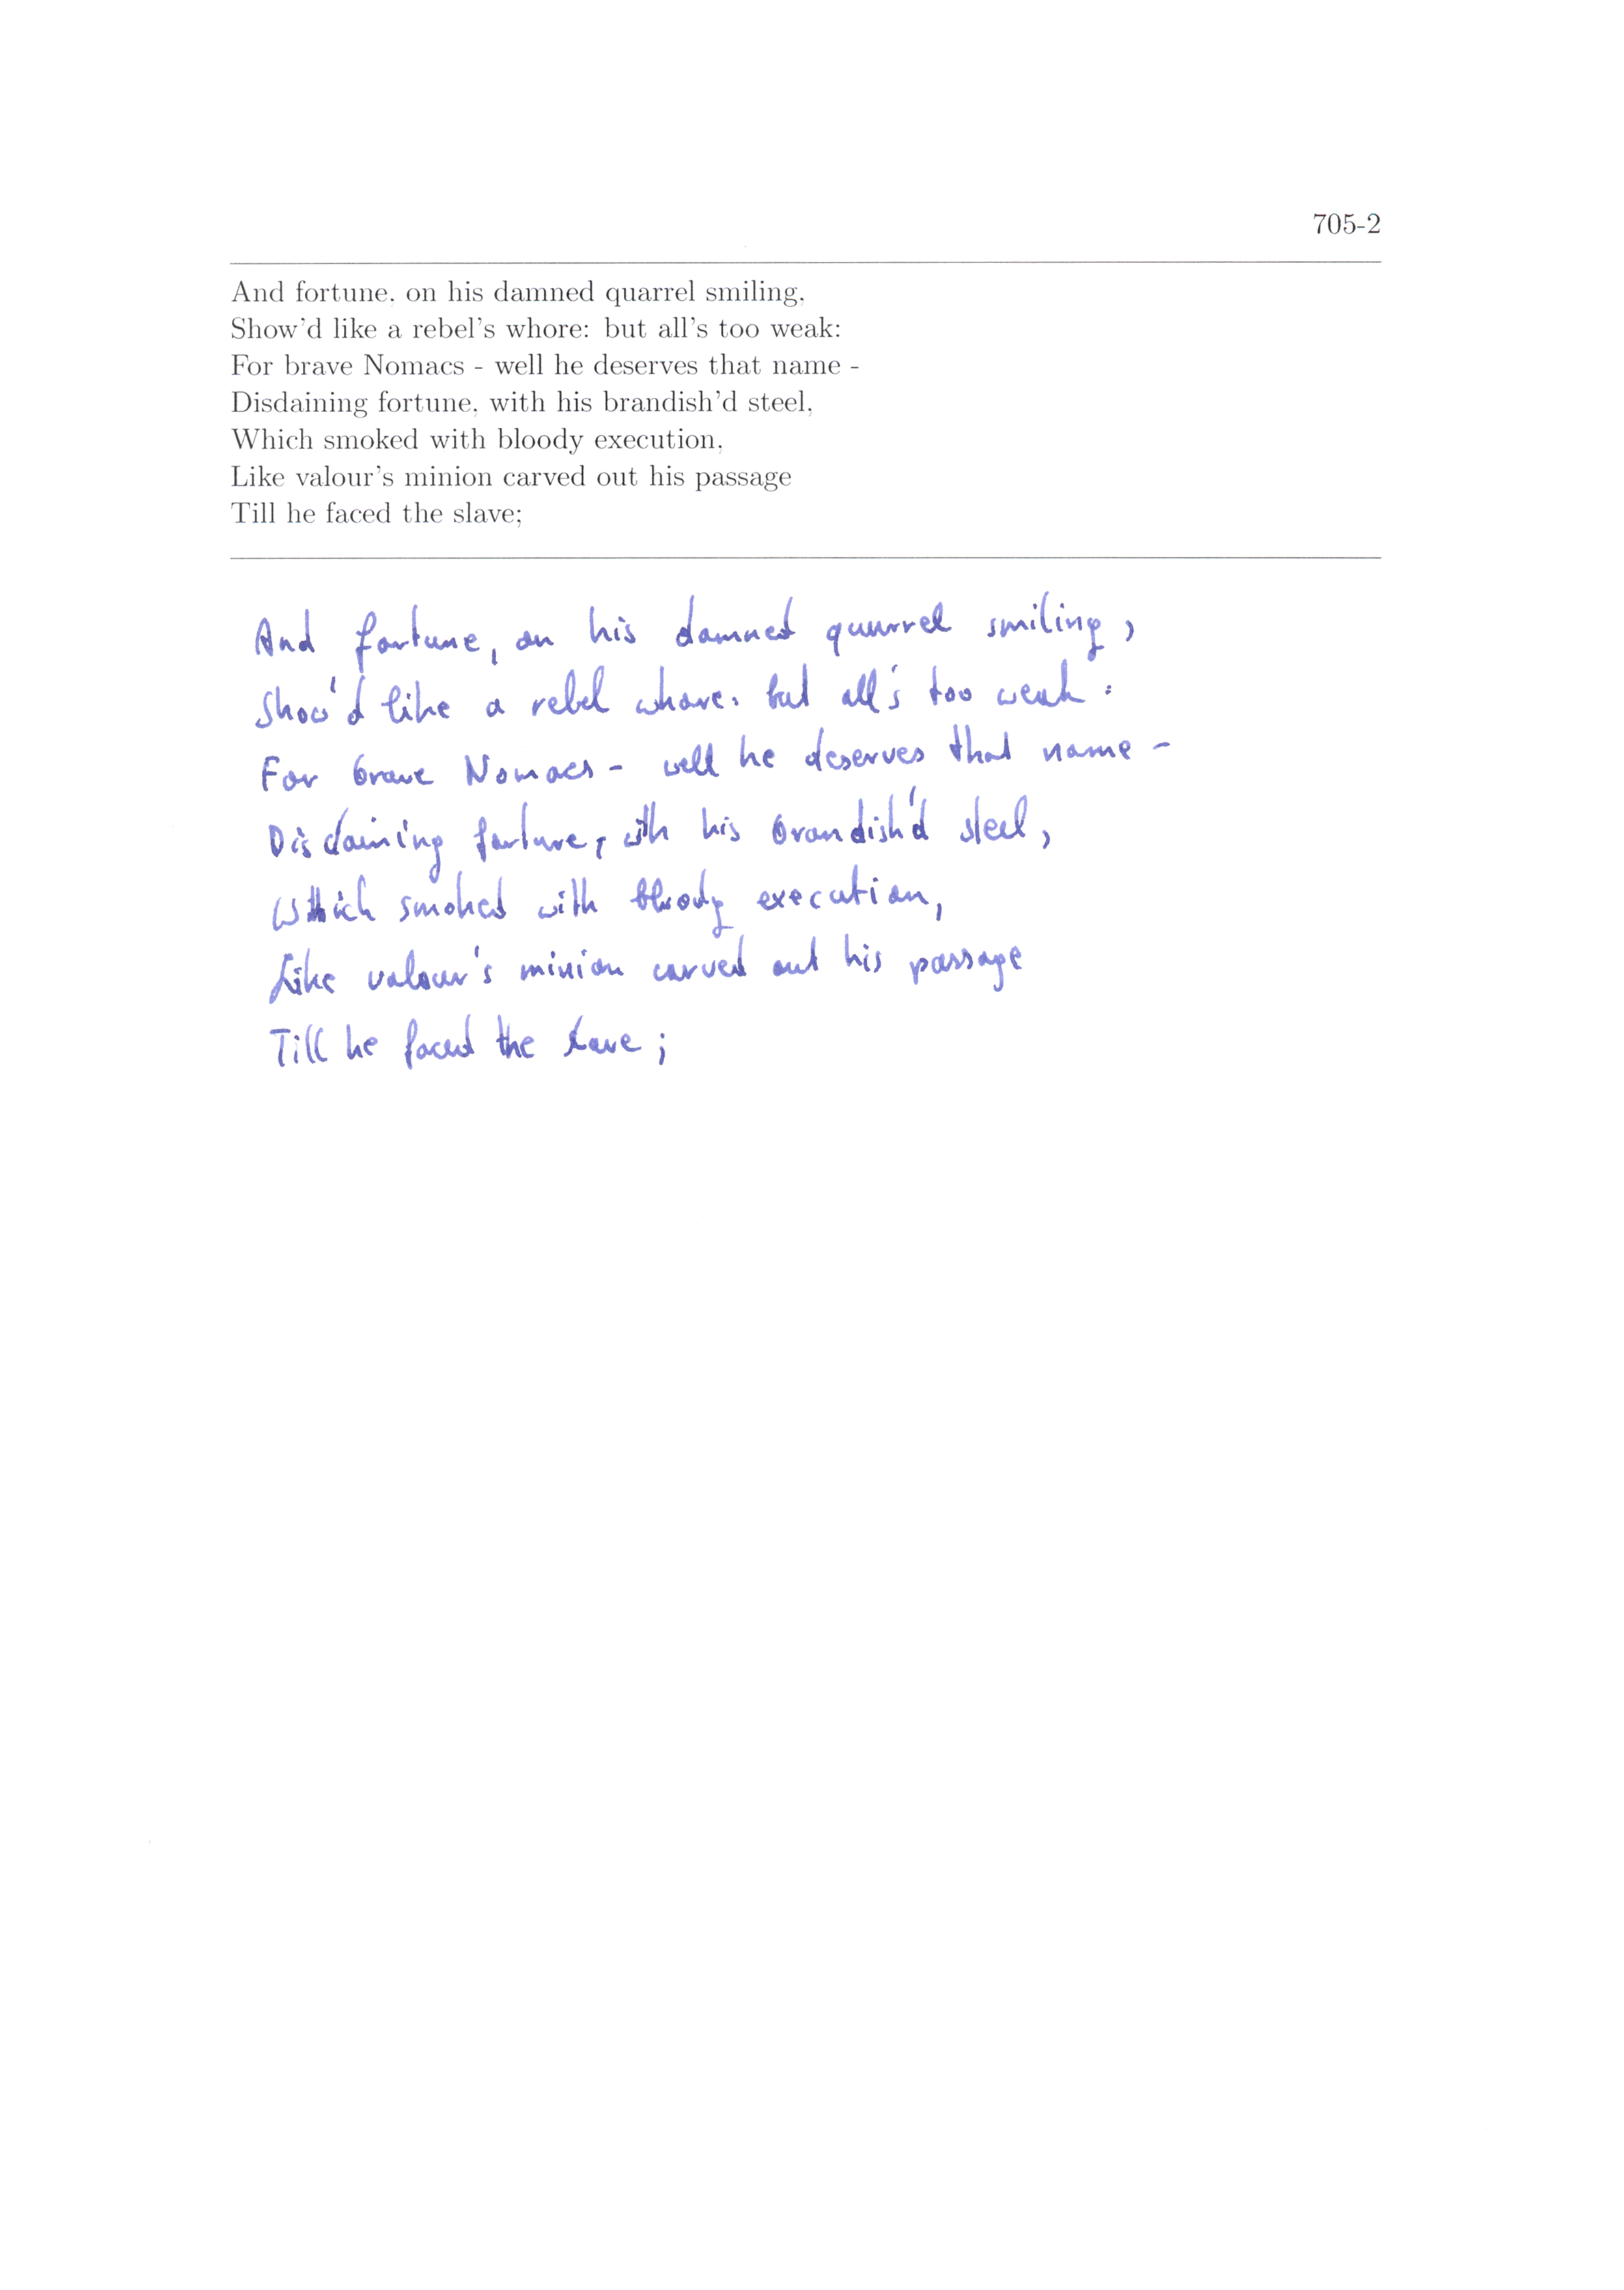 705-2
And fortune, on his damned quarrel smiling,
Show'd like a rebel's whore: but all's too weak:
For brave Nomacs - well he deserves that name -
Disdaining fortune, with his brandish'd steel,
Which smoked with bloody execution,
Like valour's minion carved out his passage
Till he faced the slave;
And fortune, on his damned quuurrel smiling,
Show'd like a rebel whore. but all's too weak:
For brave Nomacs - well he deserves that name -
Disdaining fortune, with his brandish'd steel,
Which smoked with bloody execution,
Like valour's minion carved out his passage
Till he faced the slave;